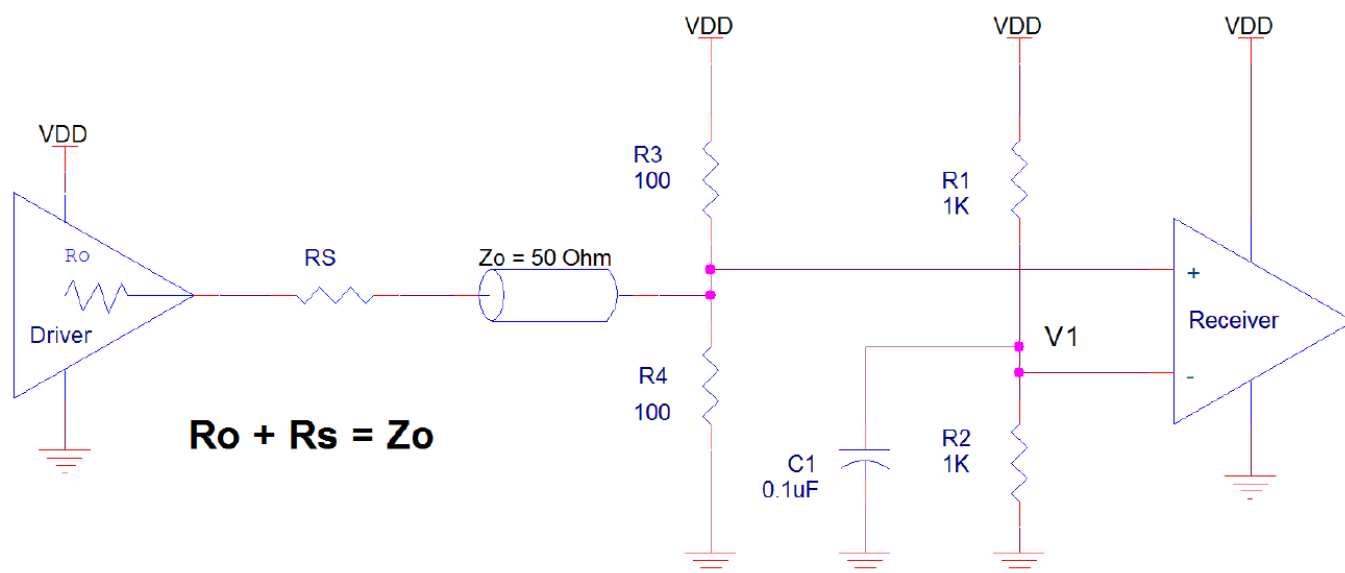 VDD
VDD
VDD
VDD
R3
100
R1
1K
Ro
RS
Zo = 50 Ohm
+
Driver
Receiver
V1
-
R4
100
Ro + Rs = Zo
R2
1K
C1
0.1uF